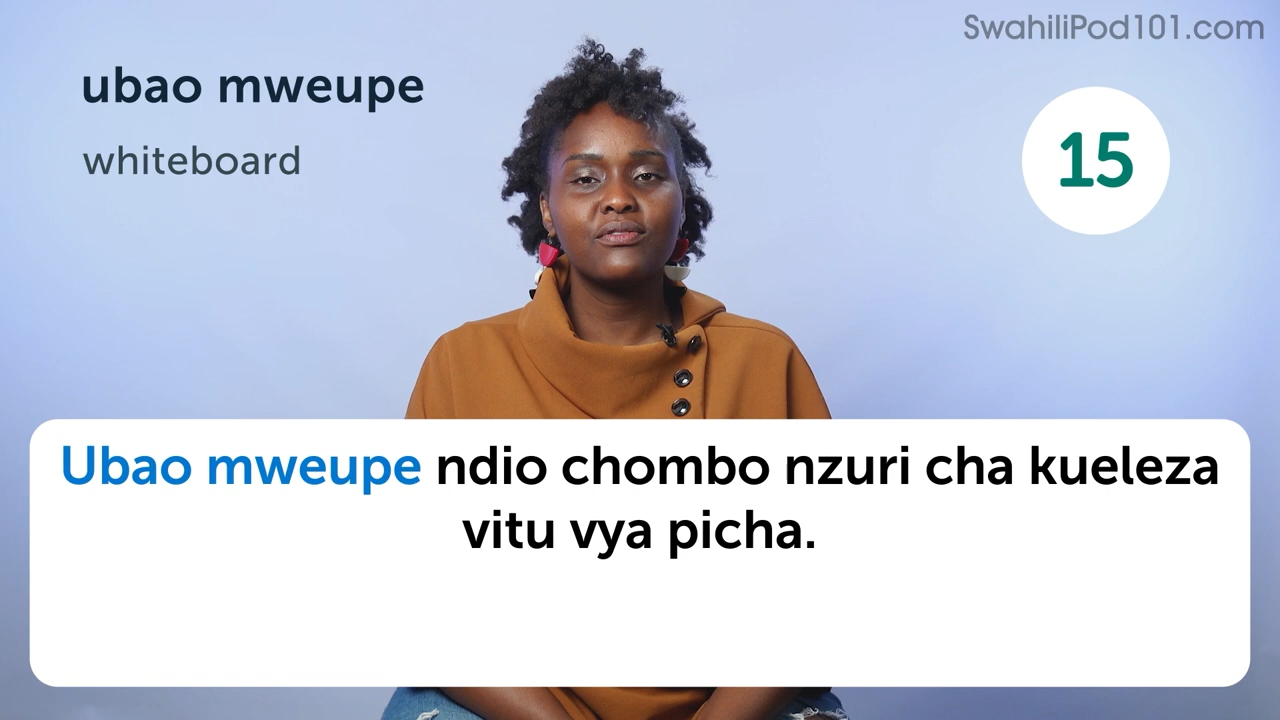 SwahiliPod101.com
ubao mweupe
whiteboard
15
Ubao mweupe ndio chombo nzuri cha kueleza
vitu vya picha.